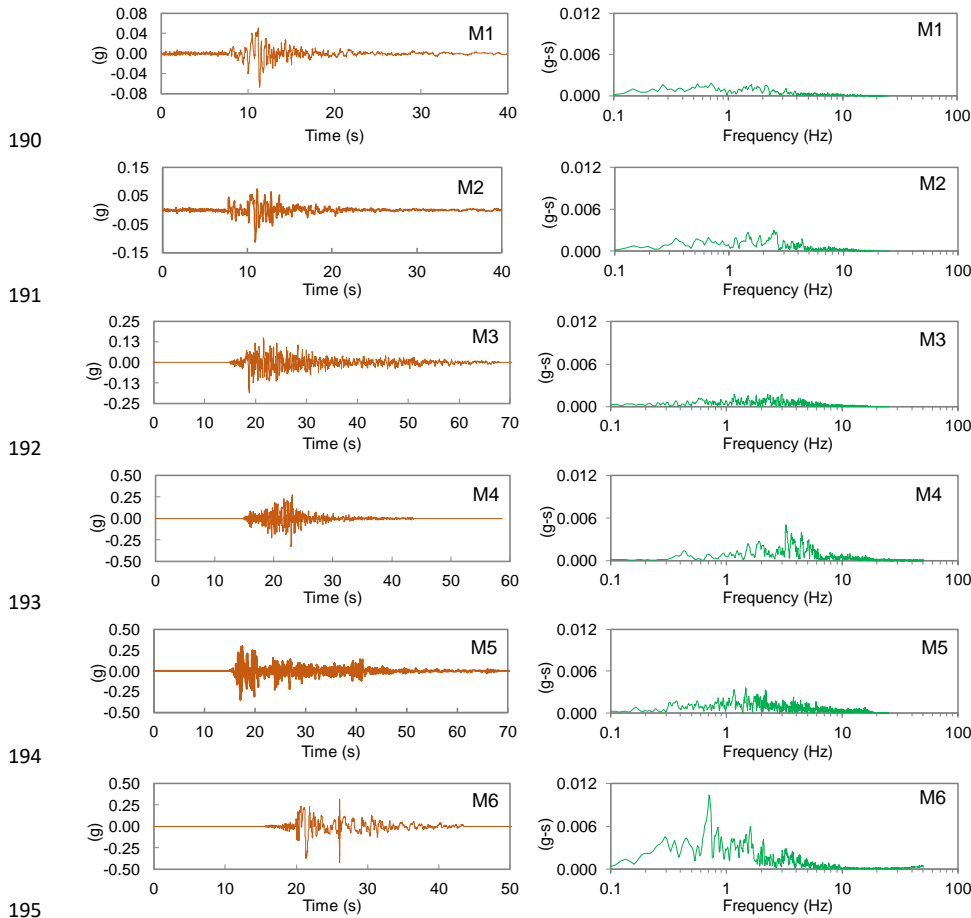 0.08
0.04
0.00
-0.04
-0.08
(g)
M1
0 10 20 30 40
Time (s)
0.012
0.006
0.000
(g-s)
M1
0.1 1 10 100
Frequency (Hz)
190
0.15
0.05
-0.05
-0.15
(g)
M2
0 10 20 30 40
Time (s)
0.012
0.006
0.000
(g-s)
M2
0.1 1 10 100
Frequency (Hz)
191
0.25
0.13
0.00
-0.13
-0.25
(g)
M3
0 10 20 30 40 50 60 70
Time (s)
0.012
0.006
0.000
(g-s)
M3
0.1 1 10 100
Frequency (Hz)
192
0.50
0.25
0.00
-0.25
-0.50
(g)
M4
0 10 20 30 40 50 60
Time (s)
0.012
0.006
0.000
(g-s)
M4
0.1 1 10 100
Frequency (Hz)
193
0.50
0.25
0.00
-0.25
-0.50
(g)
M5
0 10 20 30 40 50 60 70
Time (s)
0.012
0.006
0.000
(g-s)
M5
0.1 1 10 100
Frequency (Hz)
194
0.50
0.25
0.00
-0.25
-0.50
(g)
M6
0 10 20 30 40 50
Time (s)
0.012
0.006
0.000
(g-s)
M6
0.1 1 10 100
Frequency (Hz)
195